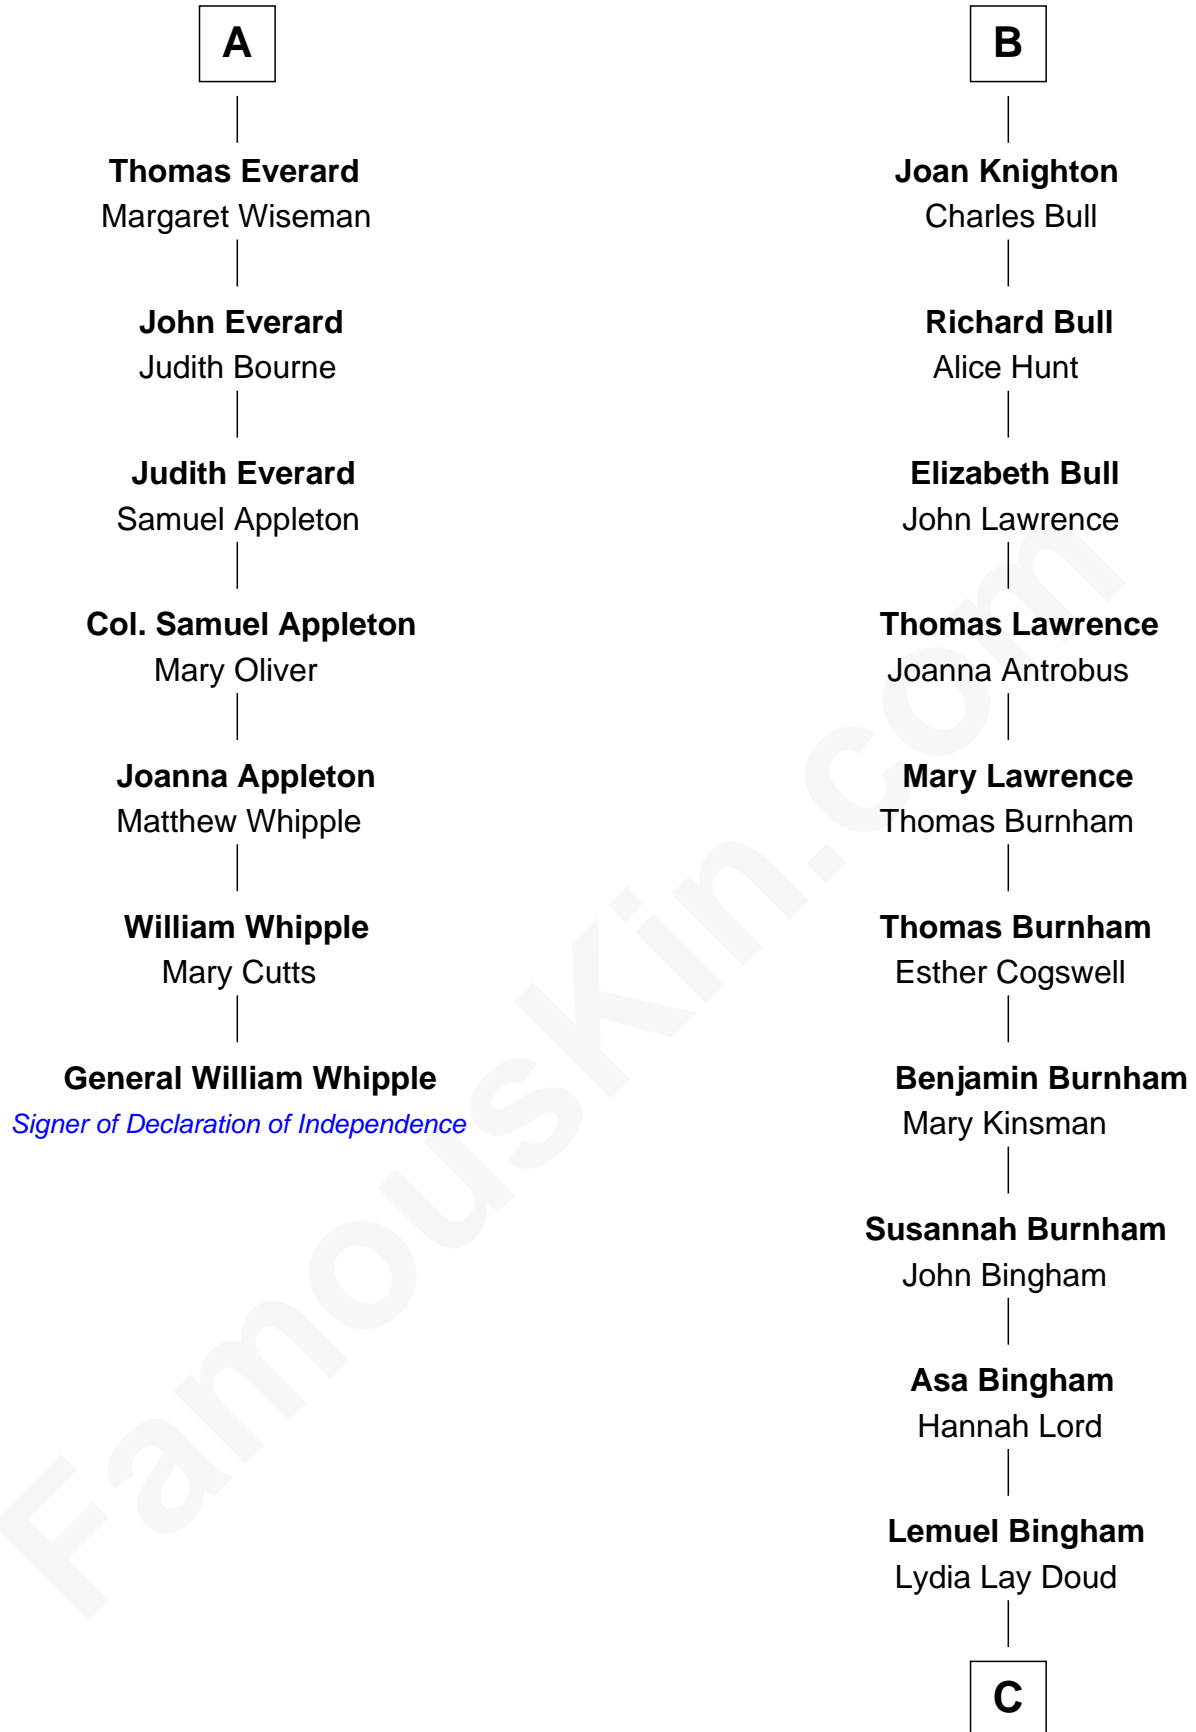 A
Thomas Everard
Margaret Wiseman
John Everard
Judith Bourne
Judith Everard
Samuel Appleton
Col. Samuel Appleton
Mary Oliver
Joanna Appleton
Matthew Whipple
William Whipple
Mary Cutts
General William Whipple
Signer of Declaration of Independence
B
Joan Knighton
Charles Bull
Richard Bull
Alice Hunt
Elizabeth Bull
John Lawrence
Thomas Lawrence
Joanna Antrobus
Mary Lawrence
Thomas Burnham
Thomas Burnham
Esther Cogswell
Benjamin Burnham
Mary Kinsman
Susannah Burnham
John Bingham
Asa Bingham
Hannah Lord
Lemuel Bingham
Lydia Lay Doud
C
FamousKin.com